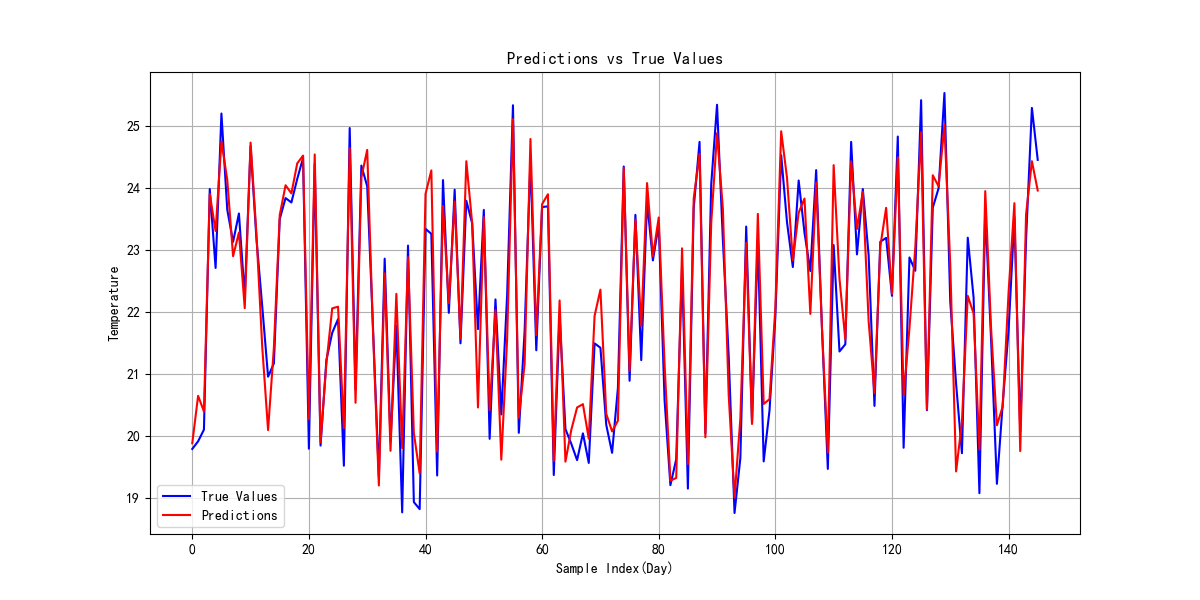 Predictions vs True Values
Temperature
25
24
23
22
21
20
19
True Values
Predictions
0 20 40 60 80 100 120 140
Sample Index(Day)